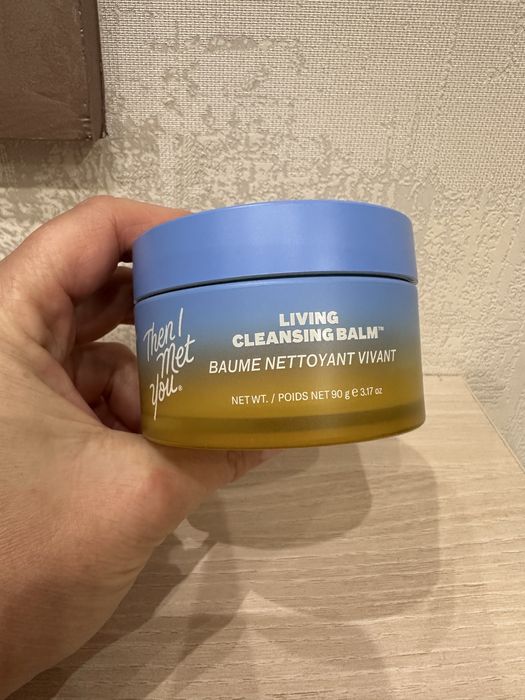 Then I
Met
You®
LIVING
CLEANSING BALM™
BAUME NETTOYANT VIVANT
NET WT. / POIDS NET 90 g ℮ 3.17 oz